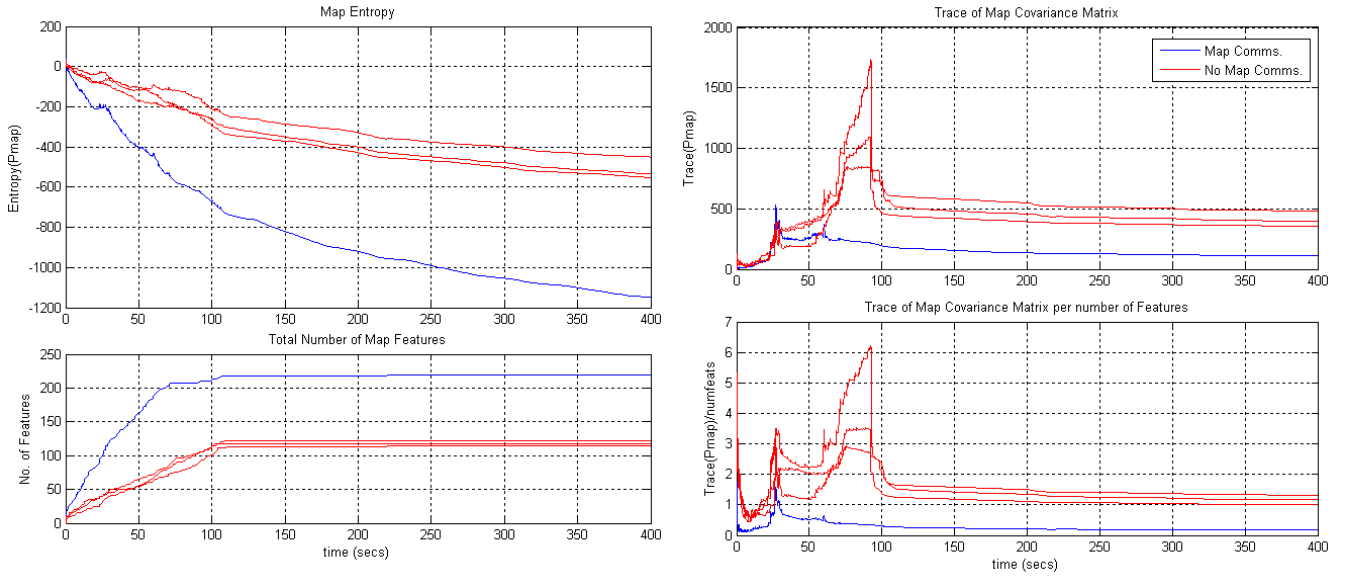 Map Entropy
Entropy(Pmap)
200
0
-200
-400
-600
-800
-1000
-1200
0 50 100 150 200 250 300 350 400
Total Number of Map Features
No. of Features
250
200
150
100
50
0
0 50 100 150 200 250 300 350 400
time (secs)
Trace of Map Covariance Matrix
Trace(Pmap)
2000
1500
1000
500
0
0 50 100 150 200 250 300 350 400
Map Comms.
No Map Comms.
Trace of Map Covariance Matrix per number of Features
Trace(Pmap)/numfeats
7
6
5
4
3
2
1
0
0 50 100 150 200 250 300 350 400
time (secs)